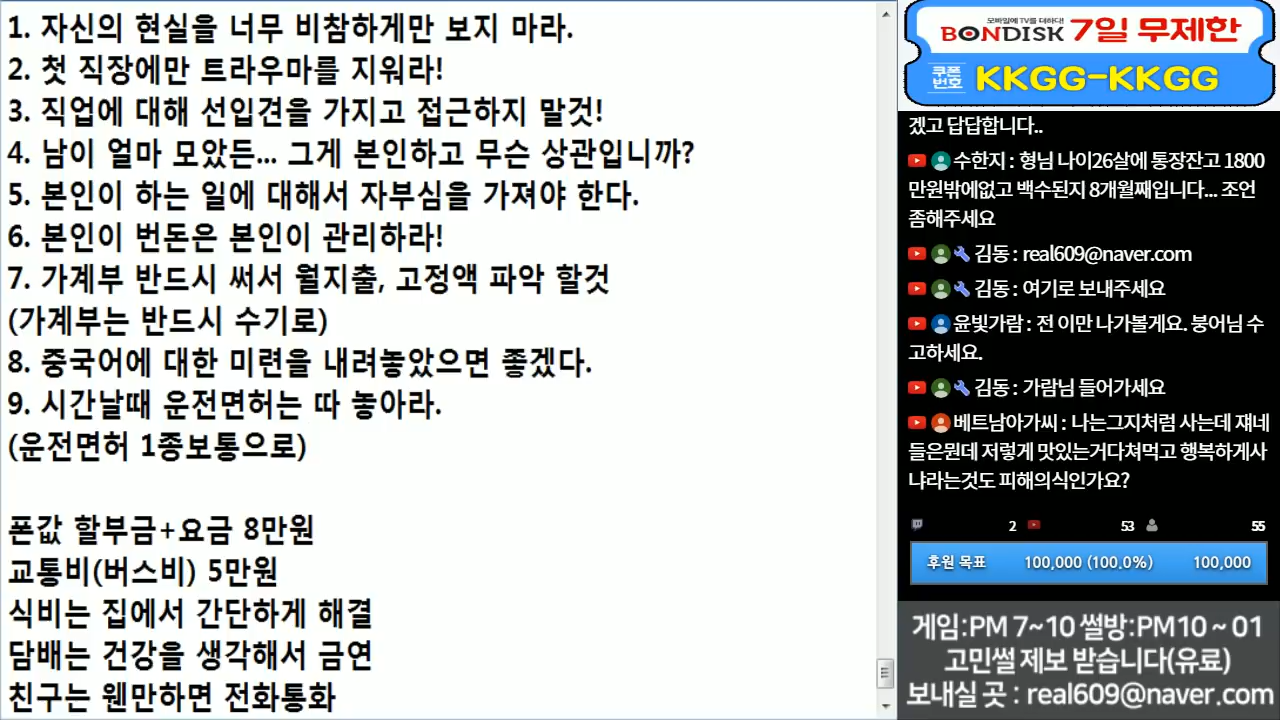 1. 자신의 현실을 너무 비참하게만 보지 마라.
2. 첫 직장에만 트라우마를 지워라!
3. 직업에 대해 선입견을 가지고 접근하지 말것!
4. 남이 얼마 모았든... 그게 본인하고 무슨 상관입니까?
5. 본인이 하는 일에 대해서 자부심을 가져야 한다.
6. 본인이 번돈은 본인이 관리하라!
7. 가계부 반드시 써서 월지출, 고정액 파악 할것
(가계부는 반드시 수기로)
8. 중국어에 대한 미련을 내려놓았으면 좋겠다.
9. 시간날때 운전면허는 따 놓아라.
(운전면허 1종보통으로)
폰값 할부금+요금 8만원
교통비(버스비) 5만원
식비는 집에서 간단하게 해결
담배는 건강을 생각해서 금연
친구는 웬만하면 전화통화
모바일에 TV를 더하다!
BONDISK 7일 무제한
쿠폰번호 KKGG-KKGG
겠고 답답합니다..
수한지 : 형님 나이26살에 통장잔고 1800
만원밖에없고 백수된지 8개월째입니다... 조언
좀해주세요
김동 : real609@naver.com
김동 : 여기로 보내주세요
윤빛가람 : 전 이만 나가볼게요. 붕어님 수
고하세요.
김동 : 가람님 들어가세요
베트남아가씨 : 나는그지처럼 사는데 쟤네
들은뭔데 저렇게 맛있는거다쳐먹고 행복하게사
냐라는것도 피해의식인가요?
2 53 55
후원 목표 100,000 (100.0%) 100,000
게임:PM 7~10 썰방:PM10 ~ 01
고민썰 제보 받습니다(유료)
보내실 곳 : real609@naver.com